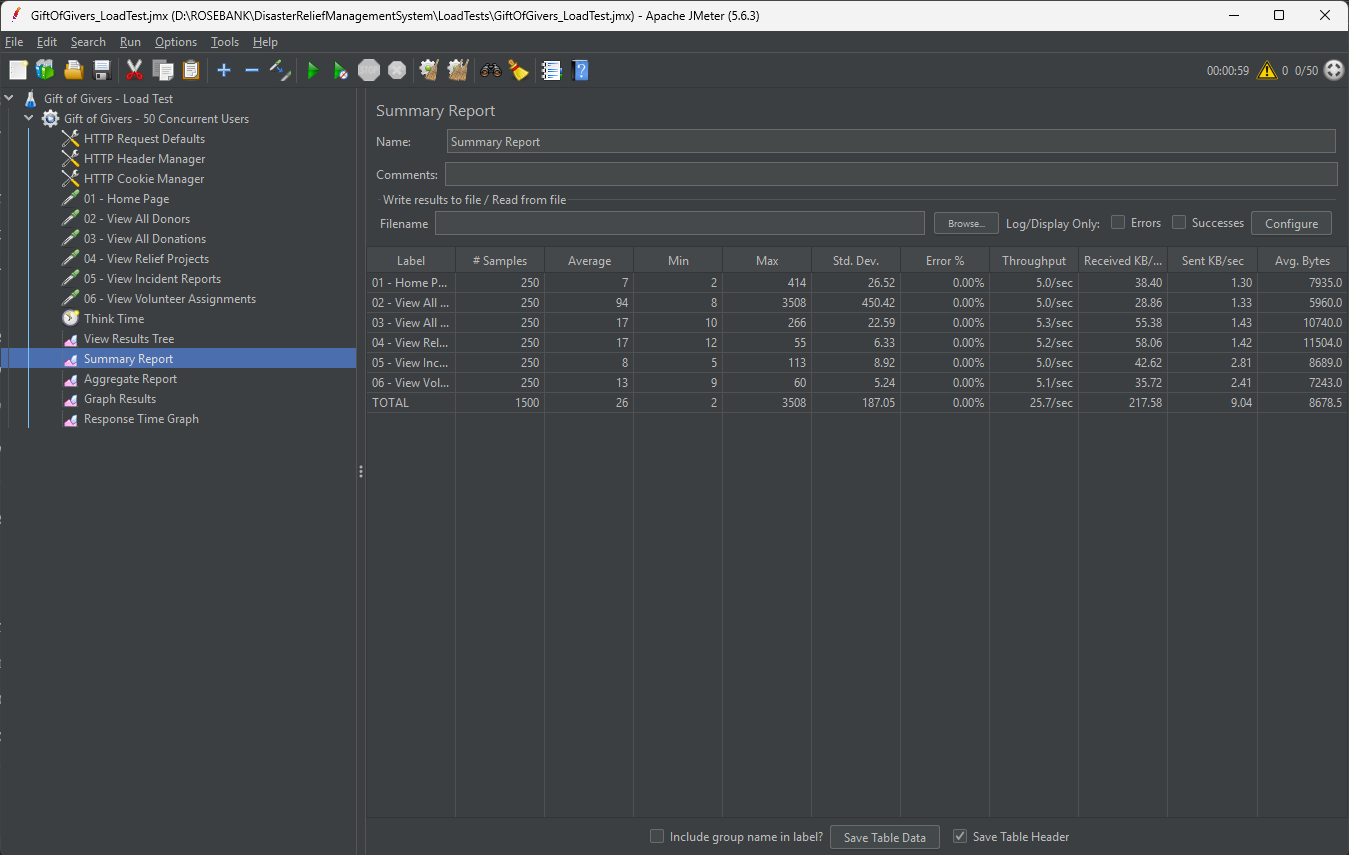 GiftOfGivers_LoadTest.jmx (D:\ROSEBANK\DisasterReliefManagementSystem\LoadTests\GiftOfGivers_LoadTest.jmx) - Apache JMeter (5.6.3)
File Edit Search Run Options Tools Help
STOP 00:00:59 0 0/50
Gift of Givers - Load Test
Gift of Givers - 50 Concurrent Users
HTTP Request Defaults
HTTP Header Manager
HTTP Cookie Manager
01 - Home Page
02 - View All Donors
03 - View All Donations
04 - View Relief Projects
05 - View Incident Reports
06 - View Volunteer Assignments
Think Time
View Results Tree
Summary Report
Aggregate Report
Graph Results
Response Time Graph
Summary Report
Name: Summary Report
Comments:
Write results to file / Read from file
Filename Browse... Log/Display Only: Errors Successes Configure
Label # Samples Average Min Max Std. Dev. Error % Throughput Received KB/... Sent KB/sec Avg. Bytes
01 - Home P... 250 7 2 414 26.52 0.00% 5.0/sec 38.40 1.30 7935.0
02 - View All ... 250 94 8 3508 450.42 0.00% 5.0/sec 28.86 1.33 5960.0
03 - View All ... 250 17 10 266 22.59 0.00% 5.3/sec 55.38 1.43 10740.0
04 - View Rel... 250 17 12 55 6.33 0.00% 5.2/sec 58.06 1.42 11504.0
05 - View Inc... 250 8 5 113 8.92 0.00% 5.0/sec 42.62 2.81 8689.0
06 - View Vol... 250 13 9 60 5.24 0.00% 5.1/sec 35.72 2.41 7243.0
TOTAL 1500 26 2 3508 187.05 0.00% 25.7/sec 217.58 9.04 8678.5
Include group name in label? Save Table Data Save Table Header